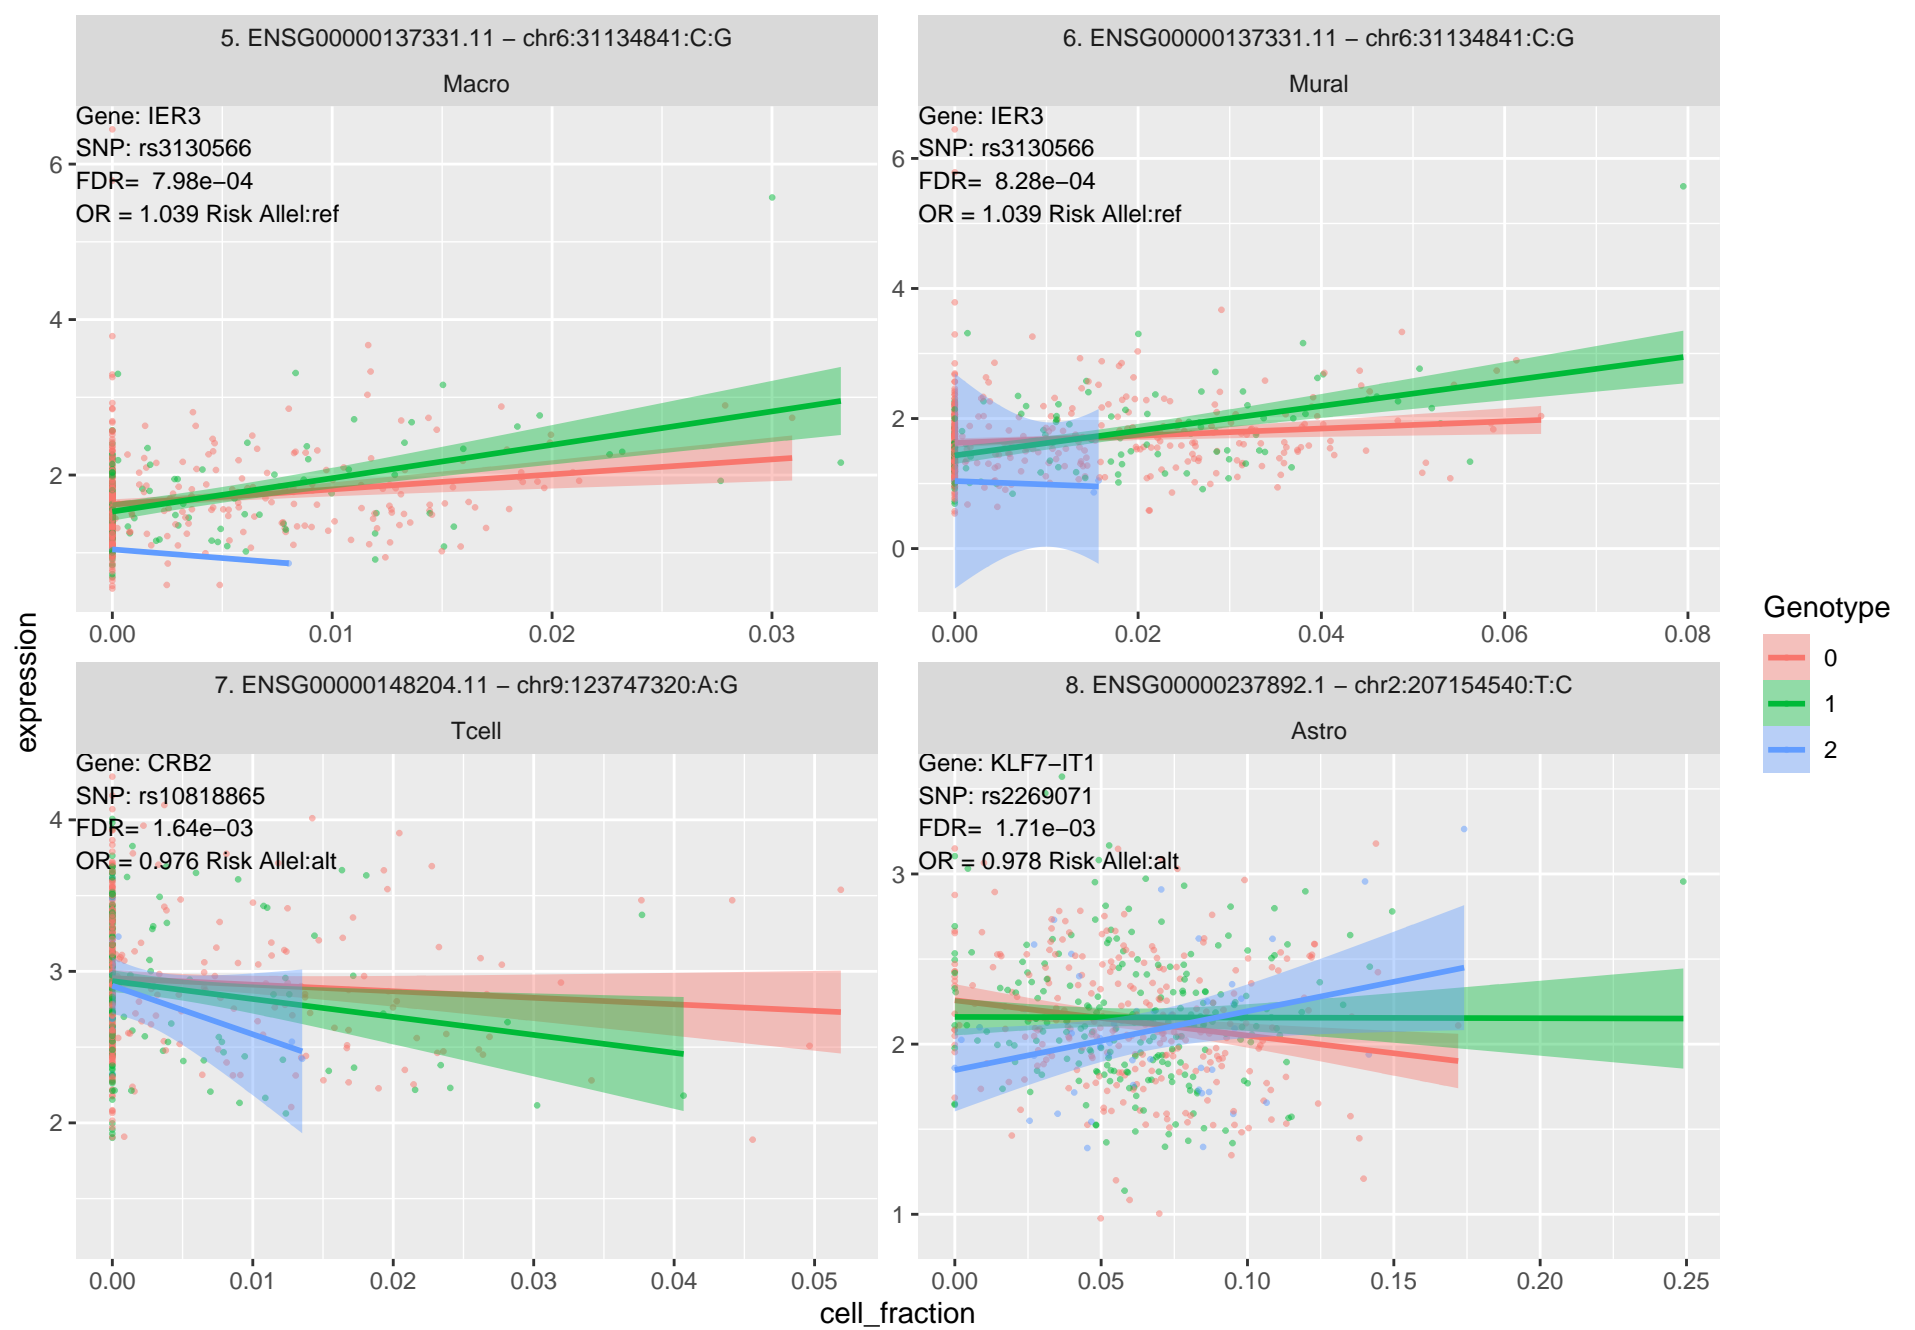 5. ENSG00000137331.11 − chr6:31134841:C:G
Macro
Gene: IER3
SNP: rs3130566
FDR= 7.98e−04
OR = 1.039 Risk Allel:ref
6
4
2
0.00 0.01 0.02 0.03
6. ENSG00000137331.11 − chr6:31134841:C:G
Mural
Gene: IER3
SNP: rs3130566
FDR= 8.28e−04
OR = 1.039 Risk Allel:ref
6
4
2
0
0.00 0.02 0.04 0.06 0.08
7. ENSG00000148204.11 − chr9:123747320:A:G
Tcell
Gene: CRB2
SNP: rs10818865
FDR= 1.64e−03
OR = 0.976 Risk Allel:alt
4
3
2
0.00 0.01 0.02 0.03 0.04 0.05
8. ENSG00000237892.1 − chr2:207154540:T:C
Astro
Gene: KLF7−IT1
SNP: rs2269071
FDR= 1.71e−03
OR = 0.978 Risk Allel:alt
3
2
1
0.00 0.05 0.10 0.15 0.20 0.25
expression
cell_fraction
Genotype
0
1
2